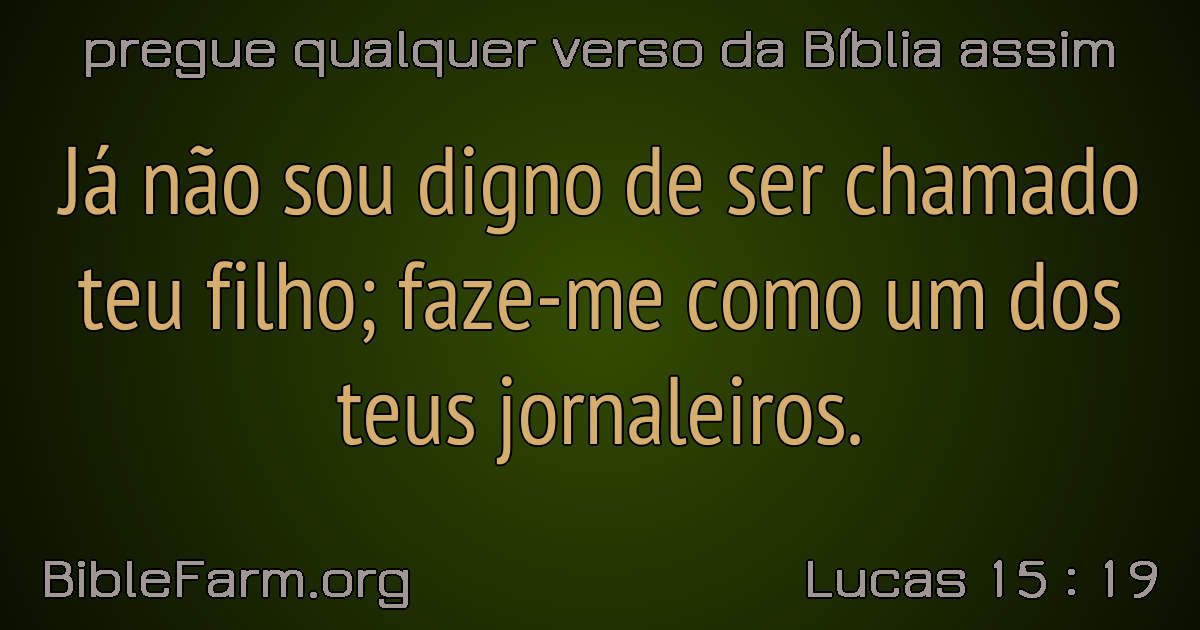 pregue qualquer verso da Bíblia assim
Já não sou digno de ser chamado
teu filho; faze-me como um dos
teus jornaleiros.
BibleFarm.org
Lucas 15 : 19